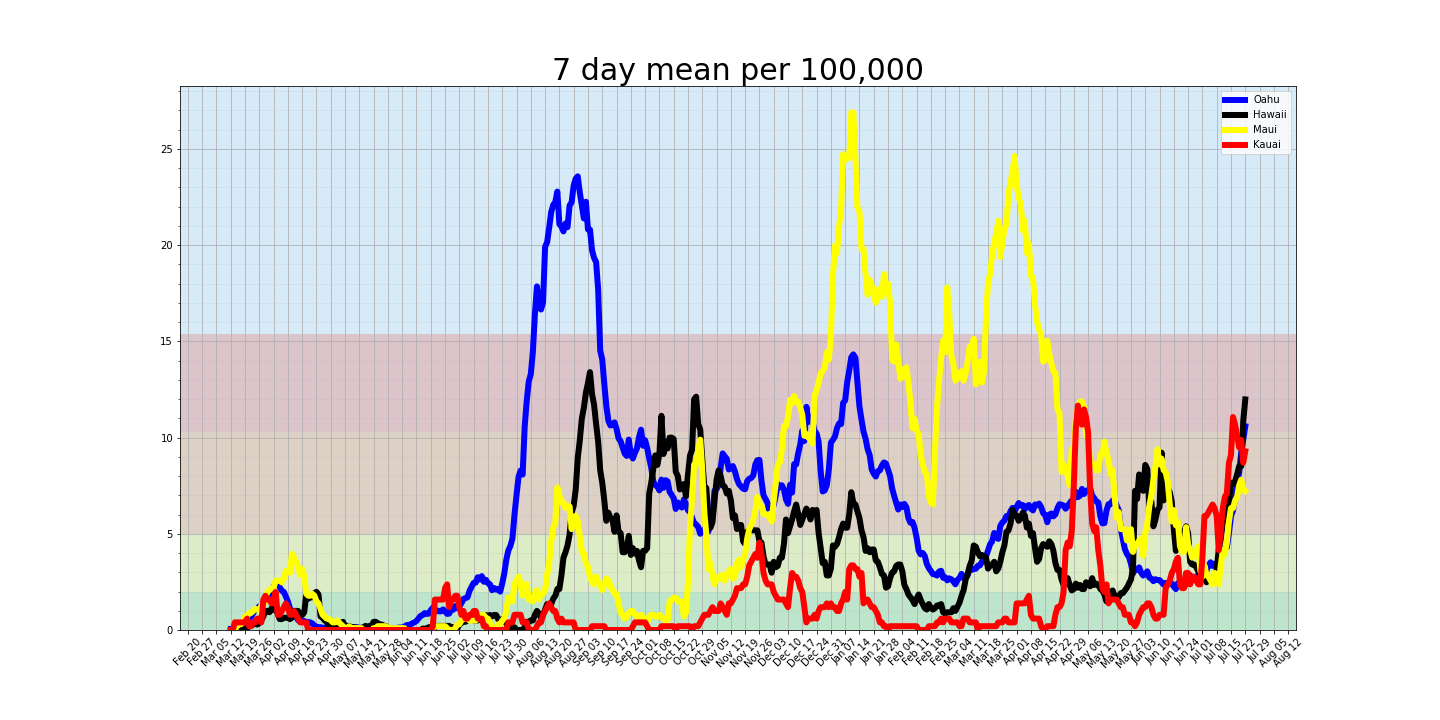 7 day mean per 100,000
Oahu
Hawaii
Maui
Kauai
25
20
15
10
5
0
Feb 20
Feb 27
Mar 05
Mar 12
Mar 19
Mar 26
Apr 02
Apr 09
Apr 16
Apr 23
Apr 30
May 07
May 14
May 21
May 28
Jun 04
Jun 11
Jun 18
Jun 25
Jul 02
Jul 09
Jul 16
Jul 23
Jul 30
Aug 06
Aug 13
Aug 20
Aug 27
Sep 03
Sep 10
Sep 17
Sep 24
Oct 01
Oct 08
Oct 15
Oct 22
Oct 29
Nov 05
Nov 12
Nov 19
Nov 26
Dec 03
Dec 10
Dec 17
Dec 24
Dec 31
Jan 07
Jan 14
Jan 21
Jan 28
Feb 04
Feb 11
Feb 18
Feb 25
Mar 04
Mar 11
Mar 18
Mar 25
Apr 01
Apr 08
Apr 15
Apr 22
Apr 29
May 06
May 13
May 20
May 27
Jun 03
Jun 10
Jun 17
Jun 24
Jul 01
Jul 08
Jul 15
Jul 22
Jul 29
Aug 05
Aug 12